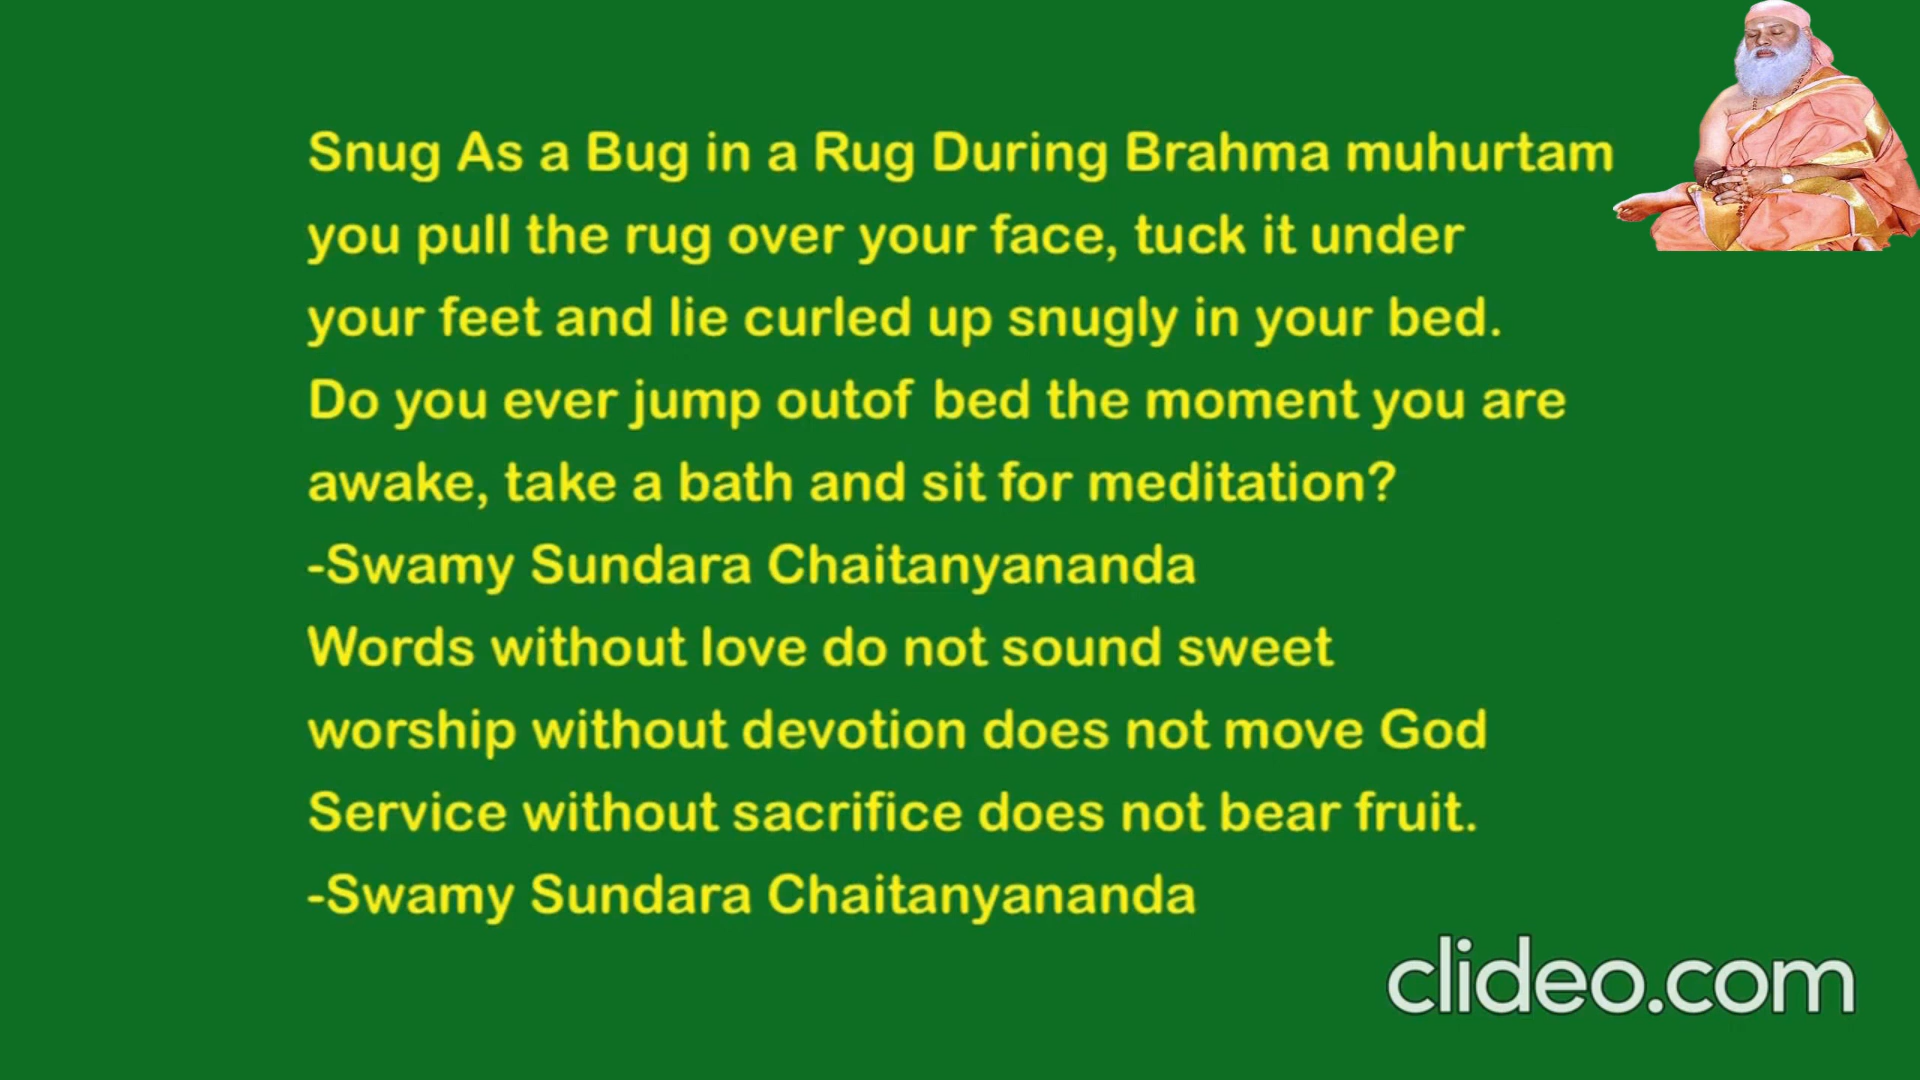 Snug As a Bug in a Rug During Brahma muhurtam
you pull the rug over your face, tuck it under
your feet and lie curled up snugly in your bed.
Do you ever jump outof bed the moment you are
awake, take a bath and sit for meditation?
-Swamy Sundara Chaitanyananda
Words without love do not sound sweet
worship without devotion does not move God
Service without sacrifice does not bear fruit.
-Swamy Sundara Chaitanyananda
clideo.com